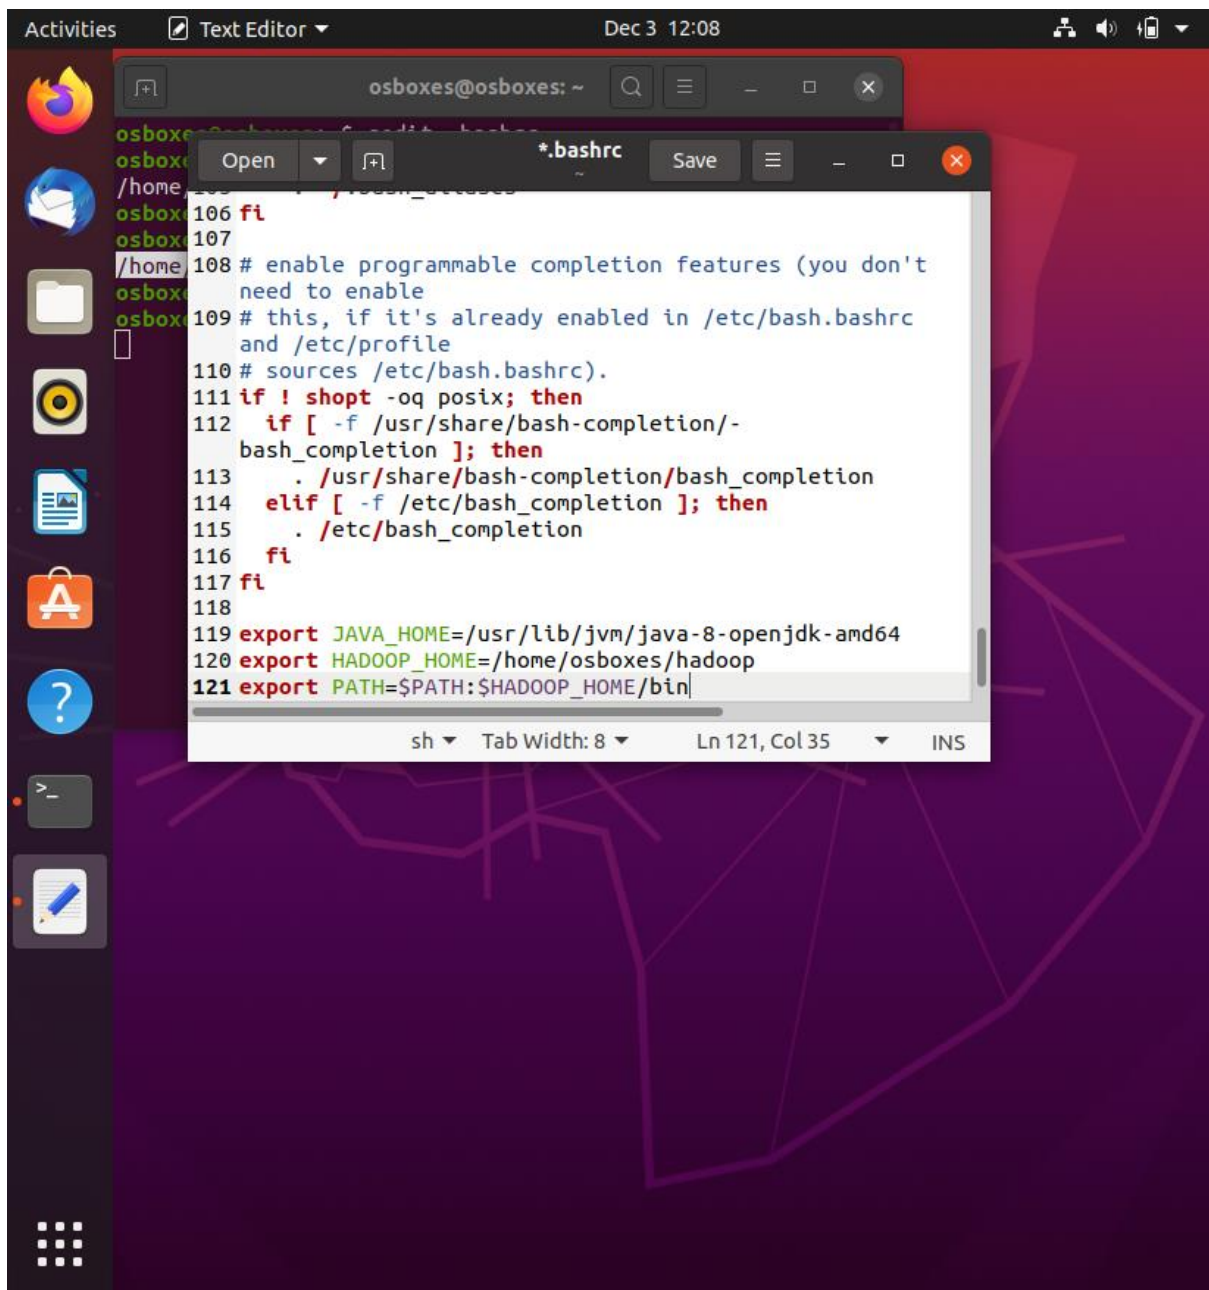 Activities
Text Editor
Dec 3 12:08
osboxes@osboxes: ~
Open
*.bashrc
~
Save
/home/
/home/
106 fi
107
108 # enable programmable completion features (you don't
need to enable
109 # this, if it's already enabled in /etc/bash.bashrc
and /etc/profile
110 # sources /etc/bash.bashrc).
111 if ! shopt -oq posix; then
112   if [ -f /usr/share/bash-completion/-
bash_completion ]; then
113     . /usr/share/bash-completion/bash_completion
114   elif [ -f /etc/bash_completion ]; then
115     . /etc/bash_completion
116   fi
117 fi
118
119 export JAVA_HOME=/usr/lib/jvm/java-8-openjdk-amd64
120 export HADOOP_HOME=/home/osboxes/hadoop
121 export PATH=$PATH:$HADOOP_HOME/bin
sh
Tab Width: 8
Ln 121, Col 35
INS